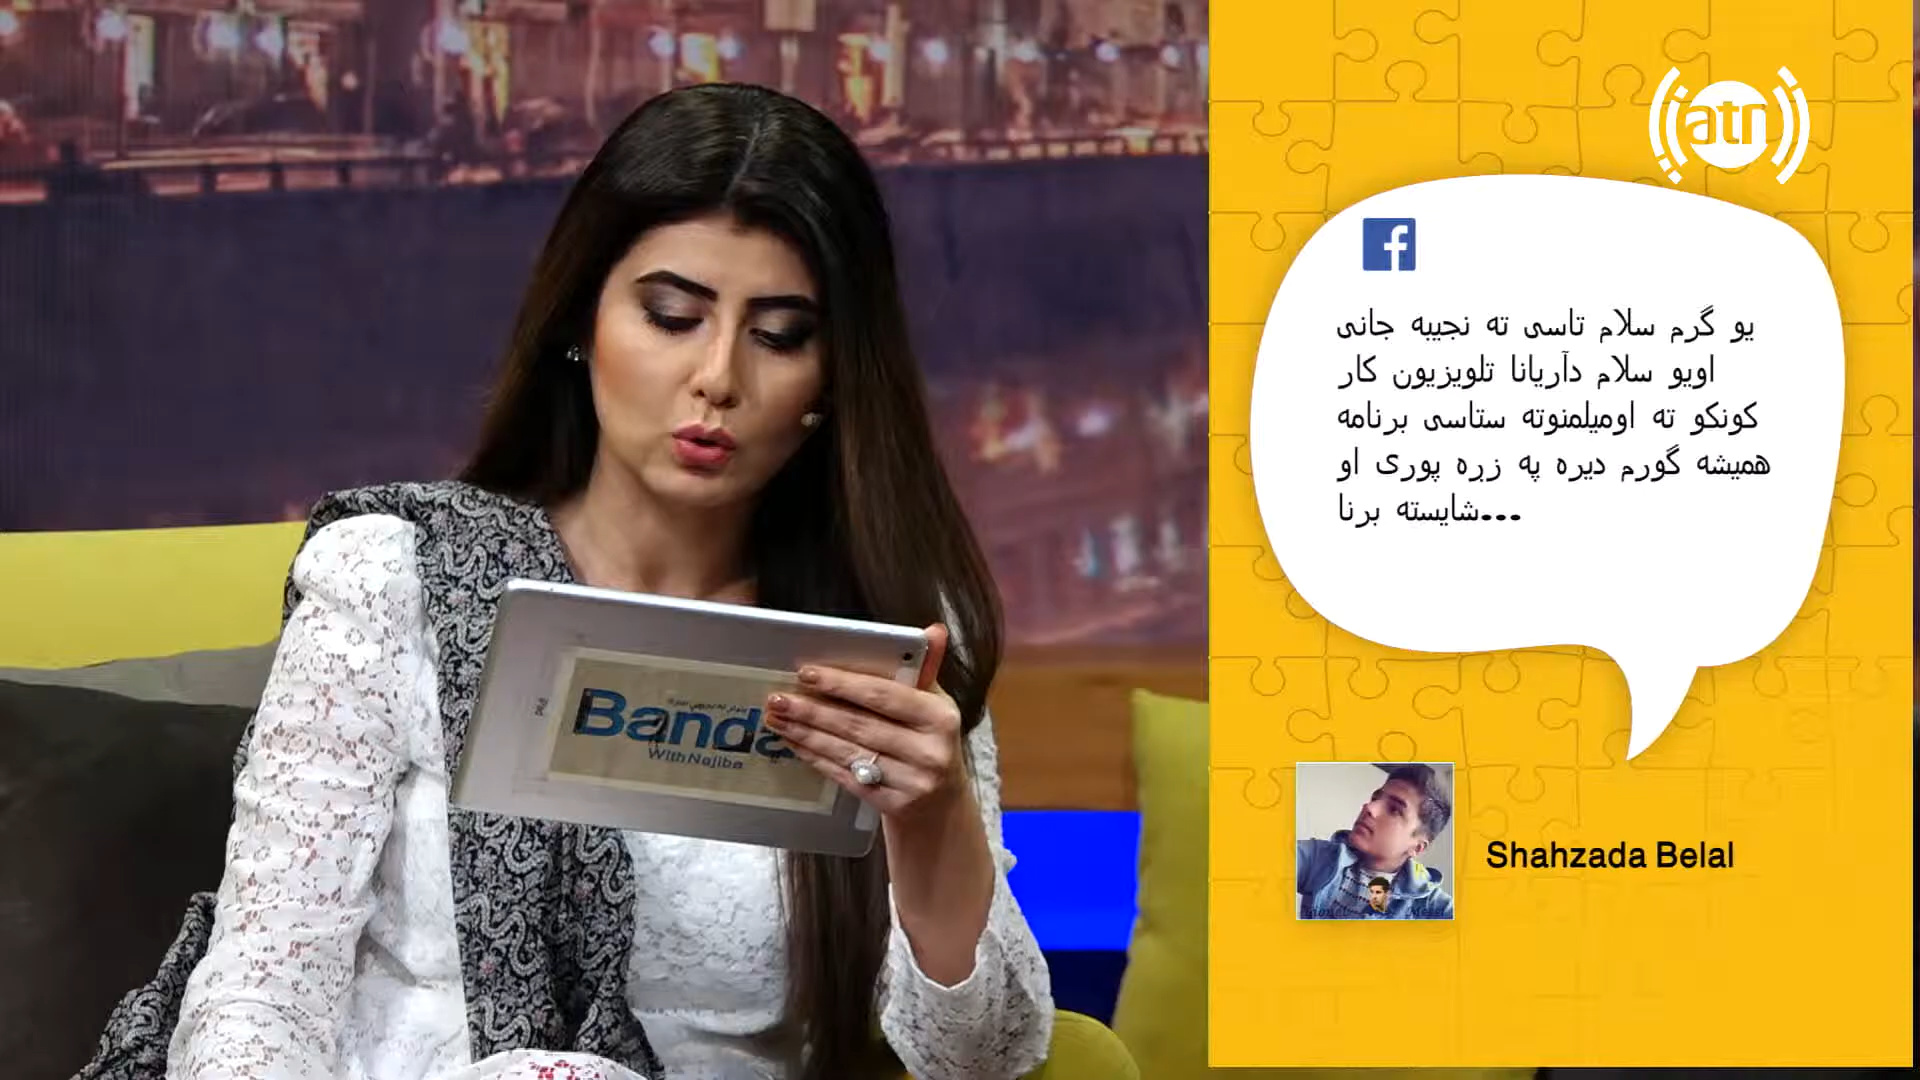 atn
یو گرم سلام تاسی ته نجیبه جانی
اویو سلام دآریانا تلویزیون کار
کونکو ته اومیلمنوته ستاسی برنامه
همیشه گورم دیره په زړه پوری او
شایسته برنا...
Shahzada Belal
Banda
With Najiba